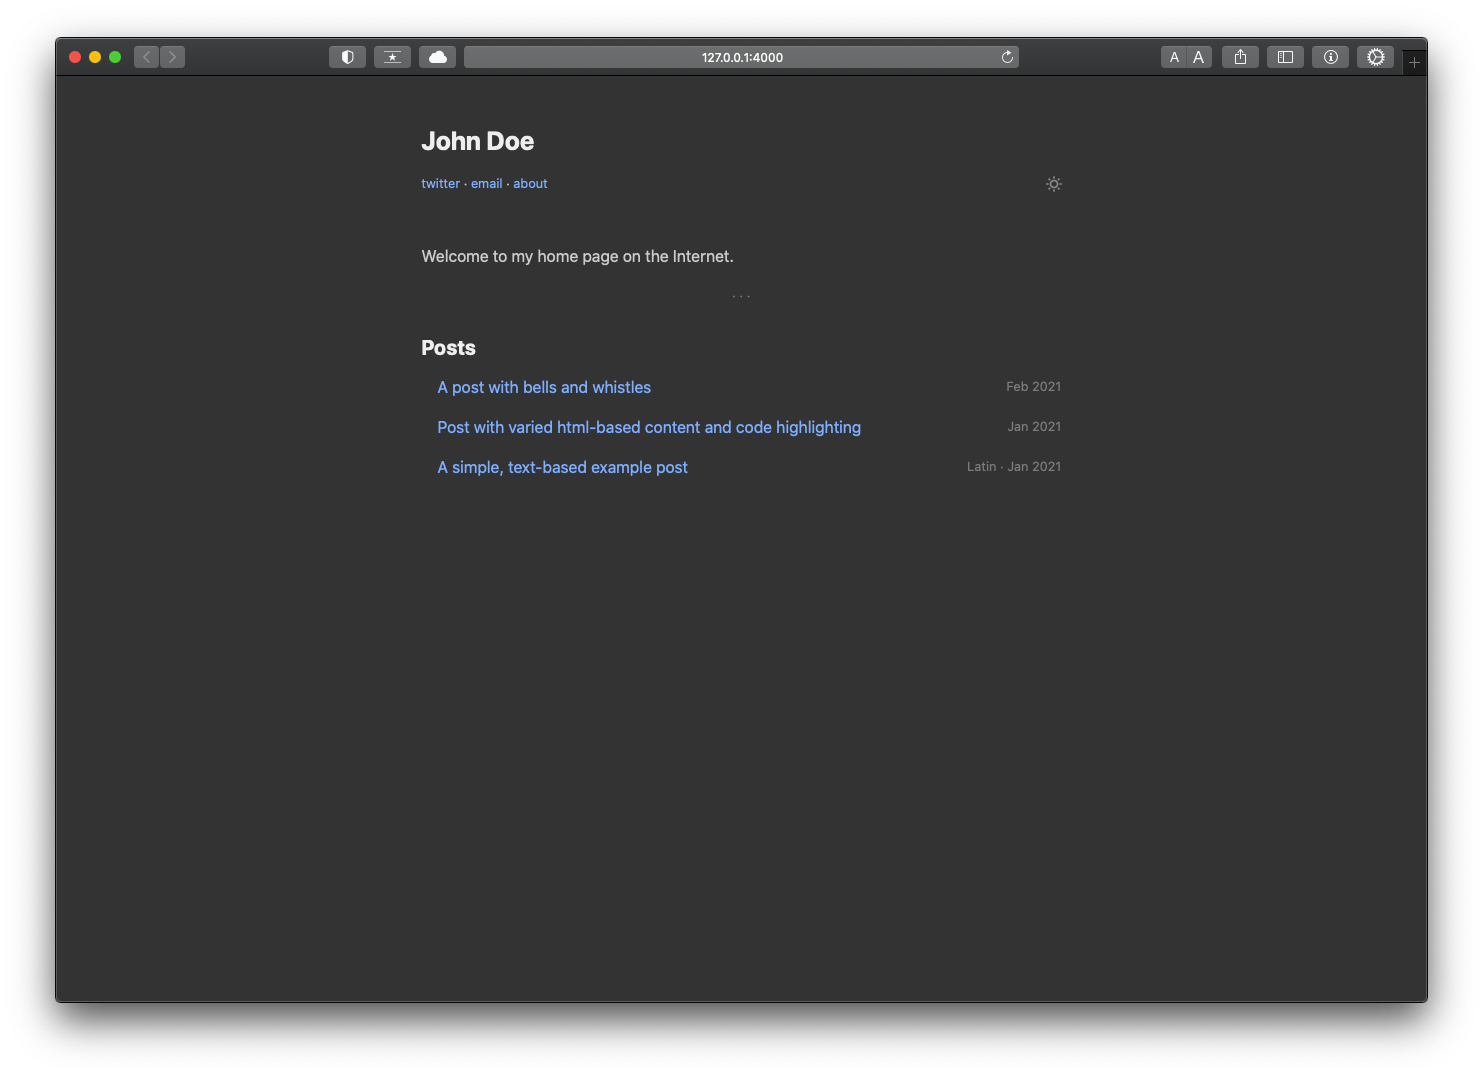 127.0.0.1:4000
A A
John Doe
twitter · email · about
Welcome to my home page on the Internet.
···
Posts
A post with bells and whistles Feb 2021
Post with varied html-based content and code highlighting Jan 2021
A simple, text-based example post Latin · Jan 2021